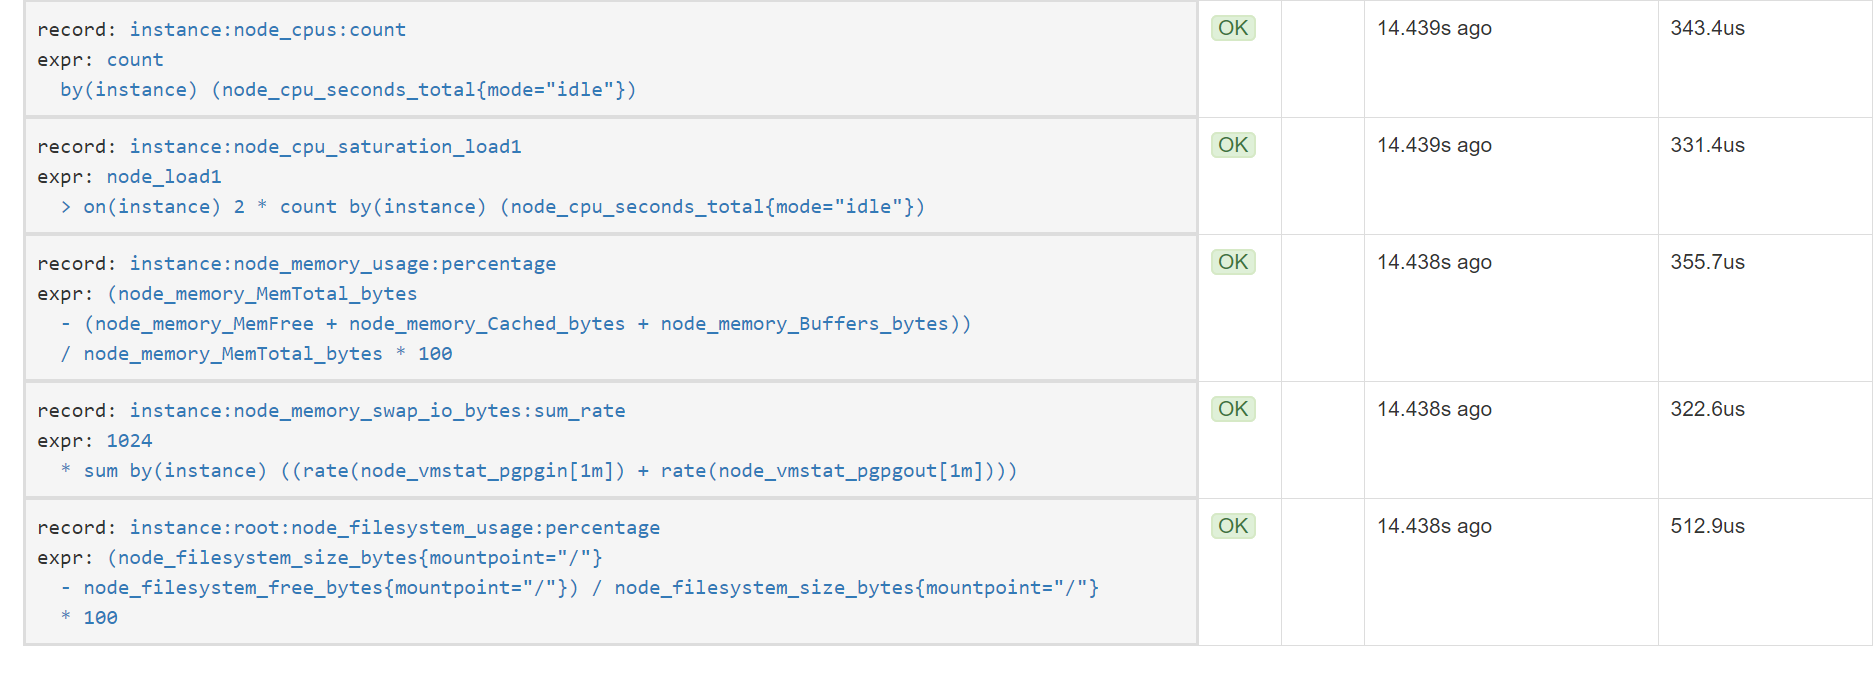 record: instance:node_cpus:count
expr: count
by(instance) (node_cpu_seconds_total{mode="idle"})
OK
14.439s ago
343.4us
record: instance:node_cpu_saturation_load1
expr: node_load1
> on(instance) 2 * count by(instance) (node_cpu_seconds_total{mode="idle"})
OK
14.439s ago
331.4us
record: instance:node_memory_usage:percentage
expr: (node_memory_MemTotal_bytes
- (node_memory_MemFree + node_memory_Cached_bytes + node_memory_Buffers_bytes))
/ node_memory_MemTotal_bytes * 100
OK
14.438s ago
355.7us
record: instance:node_memory_swap_io_bytes:sum_rate
expr: 1024
* sum by(instance) ((rate(node_vmstat_pgpgin[1m]) + rate(node_vmstat_pgpgout[1m])))
OK
14.438s ago
322.6us
record: instance:root:node_filesystem_usage:percentage
expr: (node_filesystem_size_bytes{mountpoint="/"}
- node_filesystem_free_bytes{mountpoint="/"}) / node_filesystem_size_bytes{mountpoint="/"}
* 100
OK
14.438s ago
512.9us